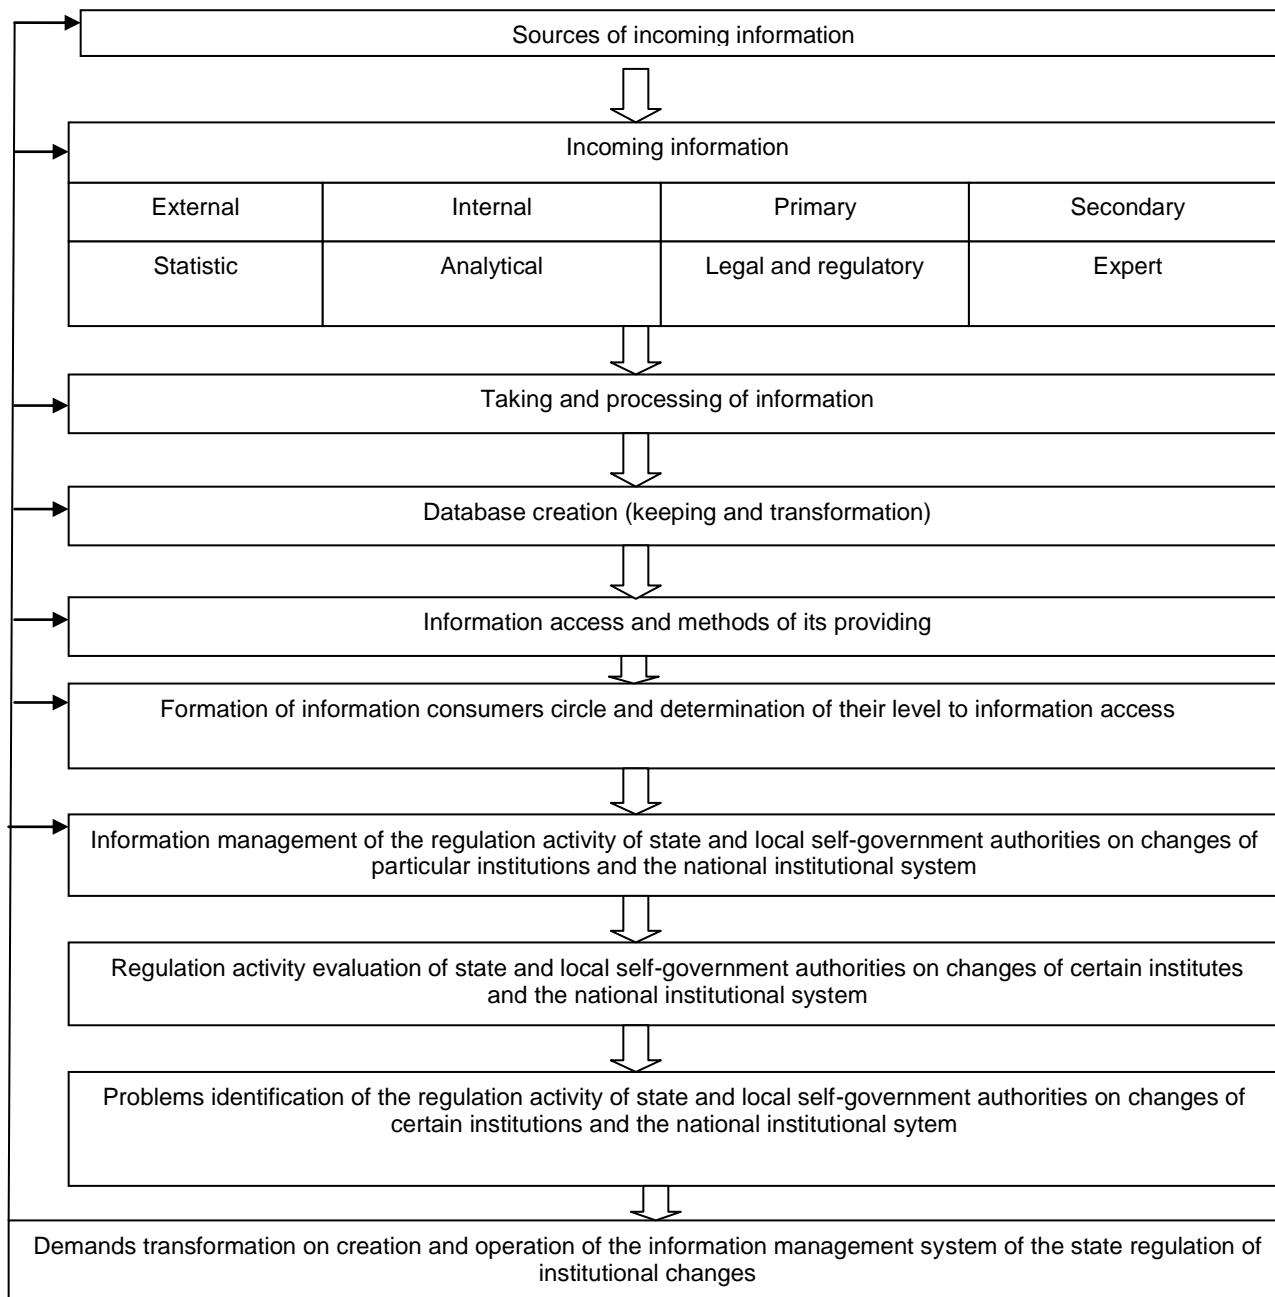 Sources of incoming information
Incoming information
External Internal Primary Secondary
Statistic Analytical Legal and regulatory Expert
Taking and processing of information
Database creation (keeping and transformation)
Information access and methods of its providing
Formation of information consumers circle and determination of their level to information access
Information management of the regulation activity of state and local self-government authorities on changes of
particular institutions and the national institutional system
Regulation activity evaluation of state and local self-government authorities on changes of certain institutes
and the national institutional system
Problems identification of the regulation activity of state and local self-government authorities on changes of
certain institutions and the national institutional sytem
Demands transformation on creation and operation of the information management system of the state regulation of
institutional changes